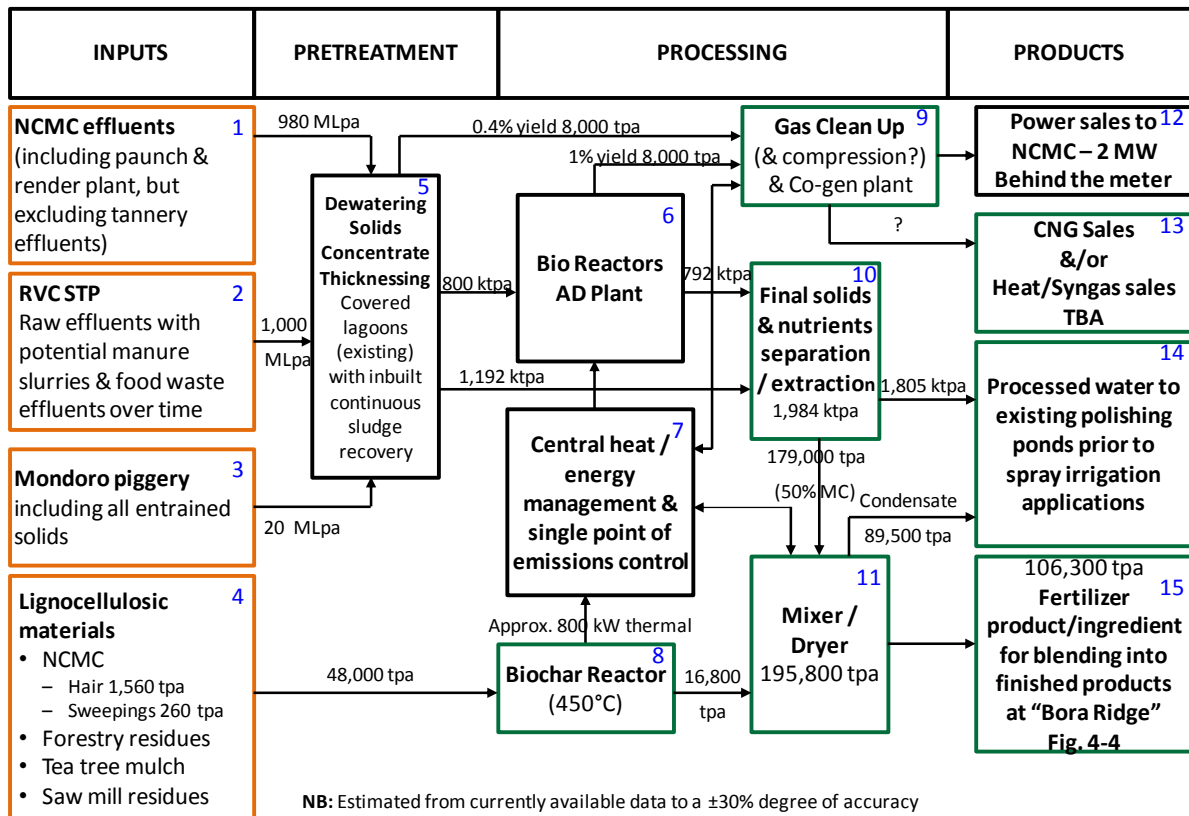 INPUTS
PRETREATMENT
PROCESSING
PRODUCTS
NCMC effluents
1
(including paunch &
render plant, but
excluding tannery
effluents)
RVC STP
2
Raw effluents with
potential manure
slurries & food waste
effluents over time
Mondoro piggery
3
including all entrained
solids
Lignocellulosic
4
materials
• NCMC
– Hair 1,560 tpa
– Sweepings 260 tpa
• Forestry residues
• Tea tree mulch
• Saw mill residues
980 MLpa
1,000
MLpa
20 MLpa
48,000 tpa
5
Dewatering
Solids
Concentrate
Thicknessing
Covered
lagoons
(existing)
with inbuilt
continuous
sludge
recovery
0.4% yield 8,000 tpa
1% yield 8,000 tpa
800 ktpa
1,192 ktpa
6
Bio Reactors
AD Plant
792 ktpa
7
Central heat /
energy
management &
single point of
emissions control
Approx. 800 kW thermal
8
Biochar Reactor
(450°C)
16,800
tpa
9
Gas Clean Up
(& compression?)
& Co-gen plant
?
10
Final solids
& nutrients
separation
/ extraction
1,984 ktpa
1,805 ktpa
179,000 tpa
(50% MC)
Condensate
89,500 tpa
11
Mixer /
Dryer
195,800 tpa
12
Power sales to
NCMC – 2 MW
Behind the meter
13
CNG Sales
&/or
Heat/Syngas sales
TBA
14
Processed water to
existing polishing
ponds prior to
spray irrigation
applications
106,300 tpa
15
Fertilizer
product/ingredient
for blending into
finished products
at “Bora Ridge”
Fig. 4-4
NB: Estimated from currently available data to a ±30% degree of accuracy